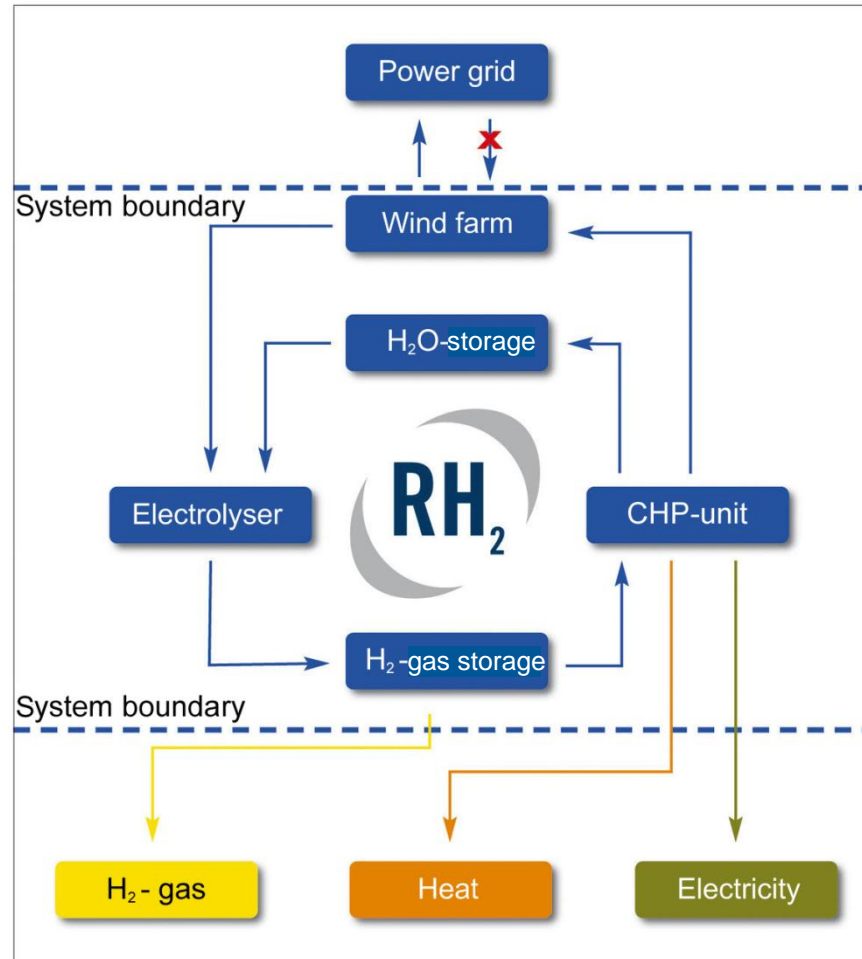 Power grid
x
System boundary
Wind farm
H₂O-storage
RH₂
Electrolyser
CHP-unit
H₂-gas storage
System boundary
H₂- gas
Heat
Electricity